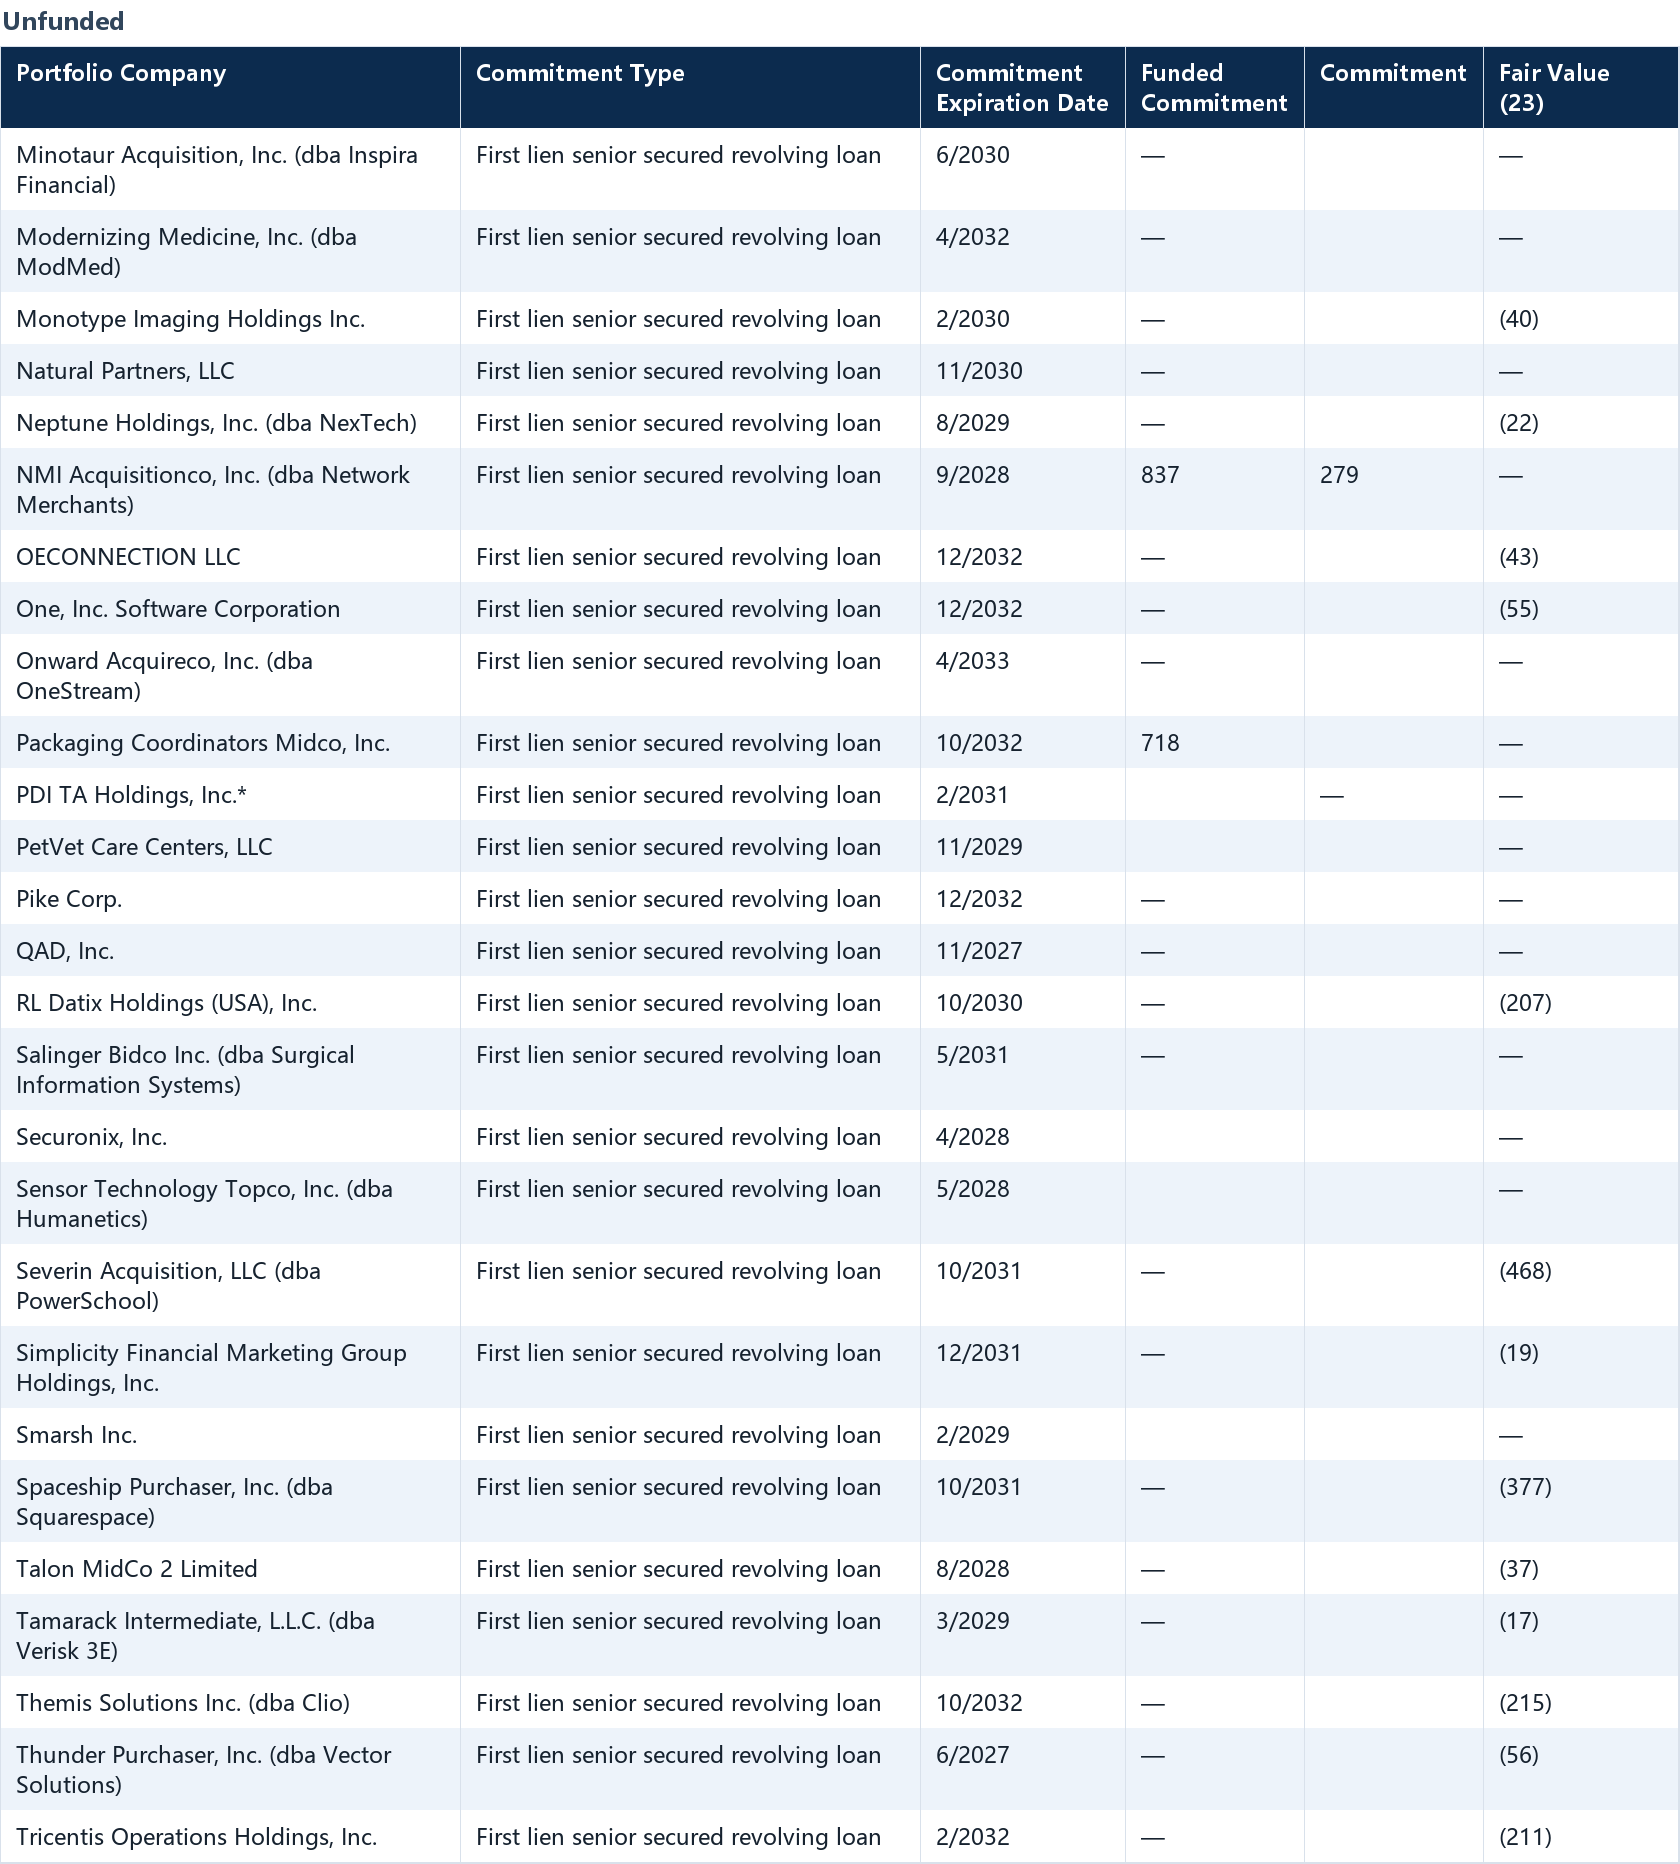 Unfunded
Portfolio Company Commitment Type Commitment Expiration Date Funded Commitment Commitment Fair Value (23)
Minotaur Acquisition, Inc. (dba Inspira Financial) First lien senior secured revolving loan 6/2030 — —
Modernizing Medicine, Inc. (dba ModMed) First lien senior secured revolving loan 4/2032 — —
Monotype Imaging Holdings Inc. First lien senior secured revolving loan 2/2030 — (40)
Natural Partners, LLC First lien senior secured revolving loan 11/2030 — —
Neptune Holdings, Inc. (dba NexTech) First lien senior secured revolving loan 8/2029 — (22)
NMI Acquisitionco, Inc. (dba Network Merchants) First lien senior secured revolving loan 9/2028 837 279 —
OECONNECTION LLC First lien senior secured revolving loan 12/2032 — (43)
One, Inc. Software Corporation First lien senior secured revolving loan 12/2032 — (55)
Onward Acquireco, Inc. (dba OneStream) First lien senior secured revolving loan 4/2033 — —
Packaging Coordinators Midco, Inc. First lien senior secured revolving loan 10/2032 718 —
PDI TA Holdings, Inc.* First lien senior secured revolving loan 2/2031 — —
PetVet Care Centers, LLC First lien senior secured revolving loan 11/2029 —
Pike Corp. First lien senior secured revolving loan 12/2032 — —
QAD, Inc. First lien senior secured revolving loan 11/2027 — —
RL Datix Holdings (USA), Inc. First lien senior secured revolving loan 10/2030 — (207)
Salinger Bidco Inc. (dba Surgical Information Systems) First lien senior secured revolving loan 5/2031 — —
Securonix, Inc. First lien senior secured revolving loan 4/2028 —
Sensor Technology Topco, Inc. (dba Humanetics) First lien senior secured revolving loan 5/2028 —
Severin Acquisition, LLC (dba PowerSchool) First lien senior secured revolving loan 10/2031 — (468)
Simplicity Financial Marketing Group Holdings, Inc. First lien senior secured revolving loan 12/2031 — (19)
Smarsh Inc. First lien senior secured revolving loan 2/2029 —
Spaceship Purchaser, Inc. (dba Squarespace) First lien senior secured revolving loan 10/2031 — (377)
Talon MidCo 2 Limited First lien senior secured revolving loan 8/2028 — (37)
Tamarack Intermediate, L.L.C. (dba Verisk 3E) First lien senior secured revolving loan 3/2029 — (17)
Themis Solutions Inc. (dba Clio) First lien senior secured revolving loan 10/2032 — (215)
Thunder Purchaser, Inc. (dba Vector Solutions) First lien senior secured revolving loan 6/2027 — (56)
Tricentis Operations Holdings, Inc. First lien senior secured revolving loan 2/2032 — (211)